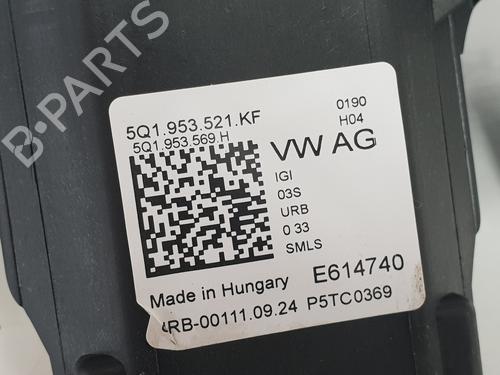 B-PARTS
5Q1.953.521.KF
5Q1.953.569.H
0190
H04
VW AG
IGI
03S
URB
0 33
SMLS
Made in Hungary
E614740
RB-00111.09.24 P5TC0369